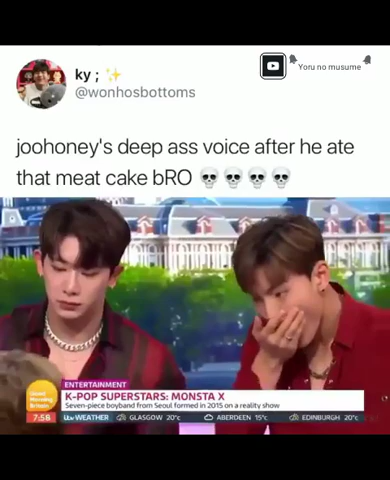 Yoru no musume
ky ; ✨
@wonhosbottoms
joohoney's deep ass voice after he ate
that meat cake bRO 💀💀💀💀
ENTERTAINMENT
K-POP SUPERSTARS: MONSTA X
Seven-piece boyband from Seoul formed in 2015 on a reality show
Good
Morning
Britain
7:56 itv WEATHER GLASGOW 20°c ABERDEEN 15°c EDINBURGH 20°c